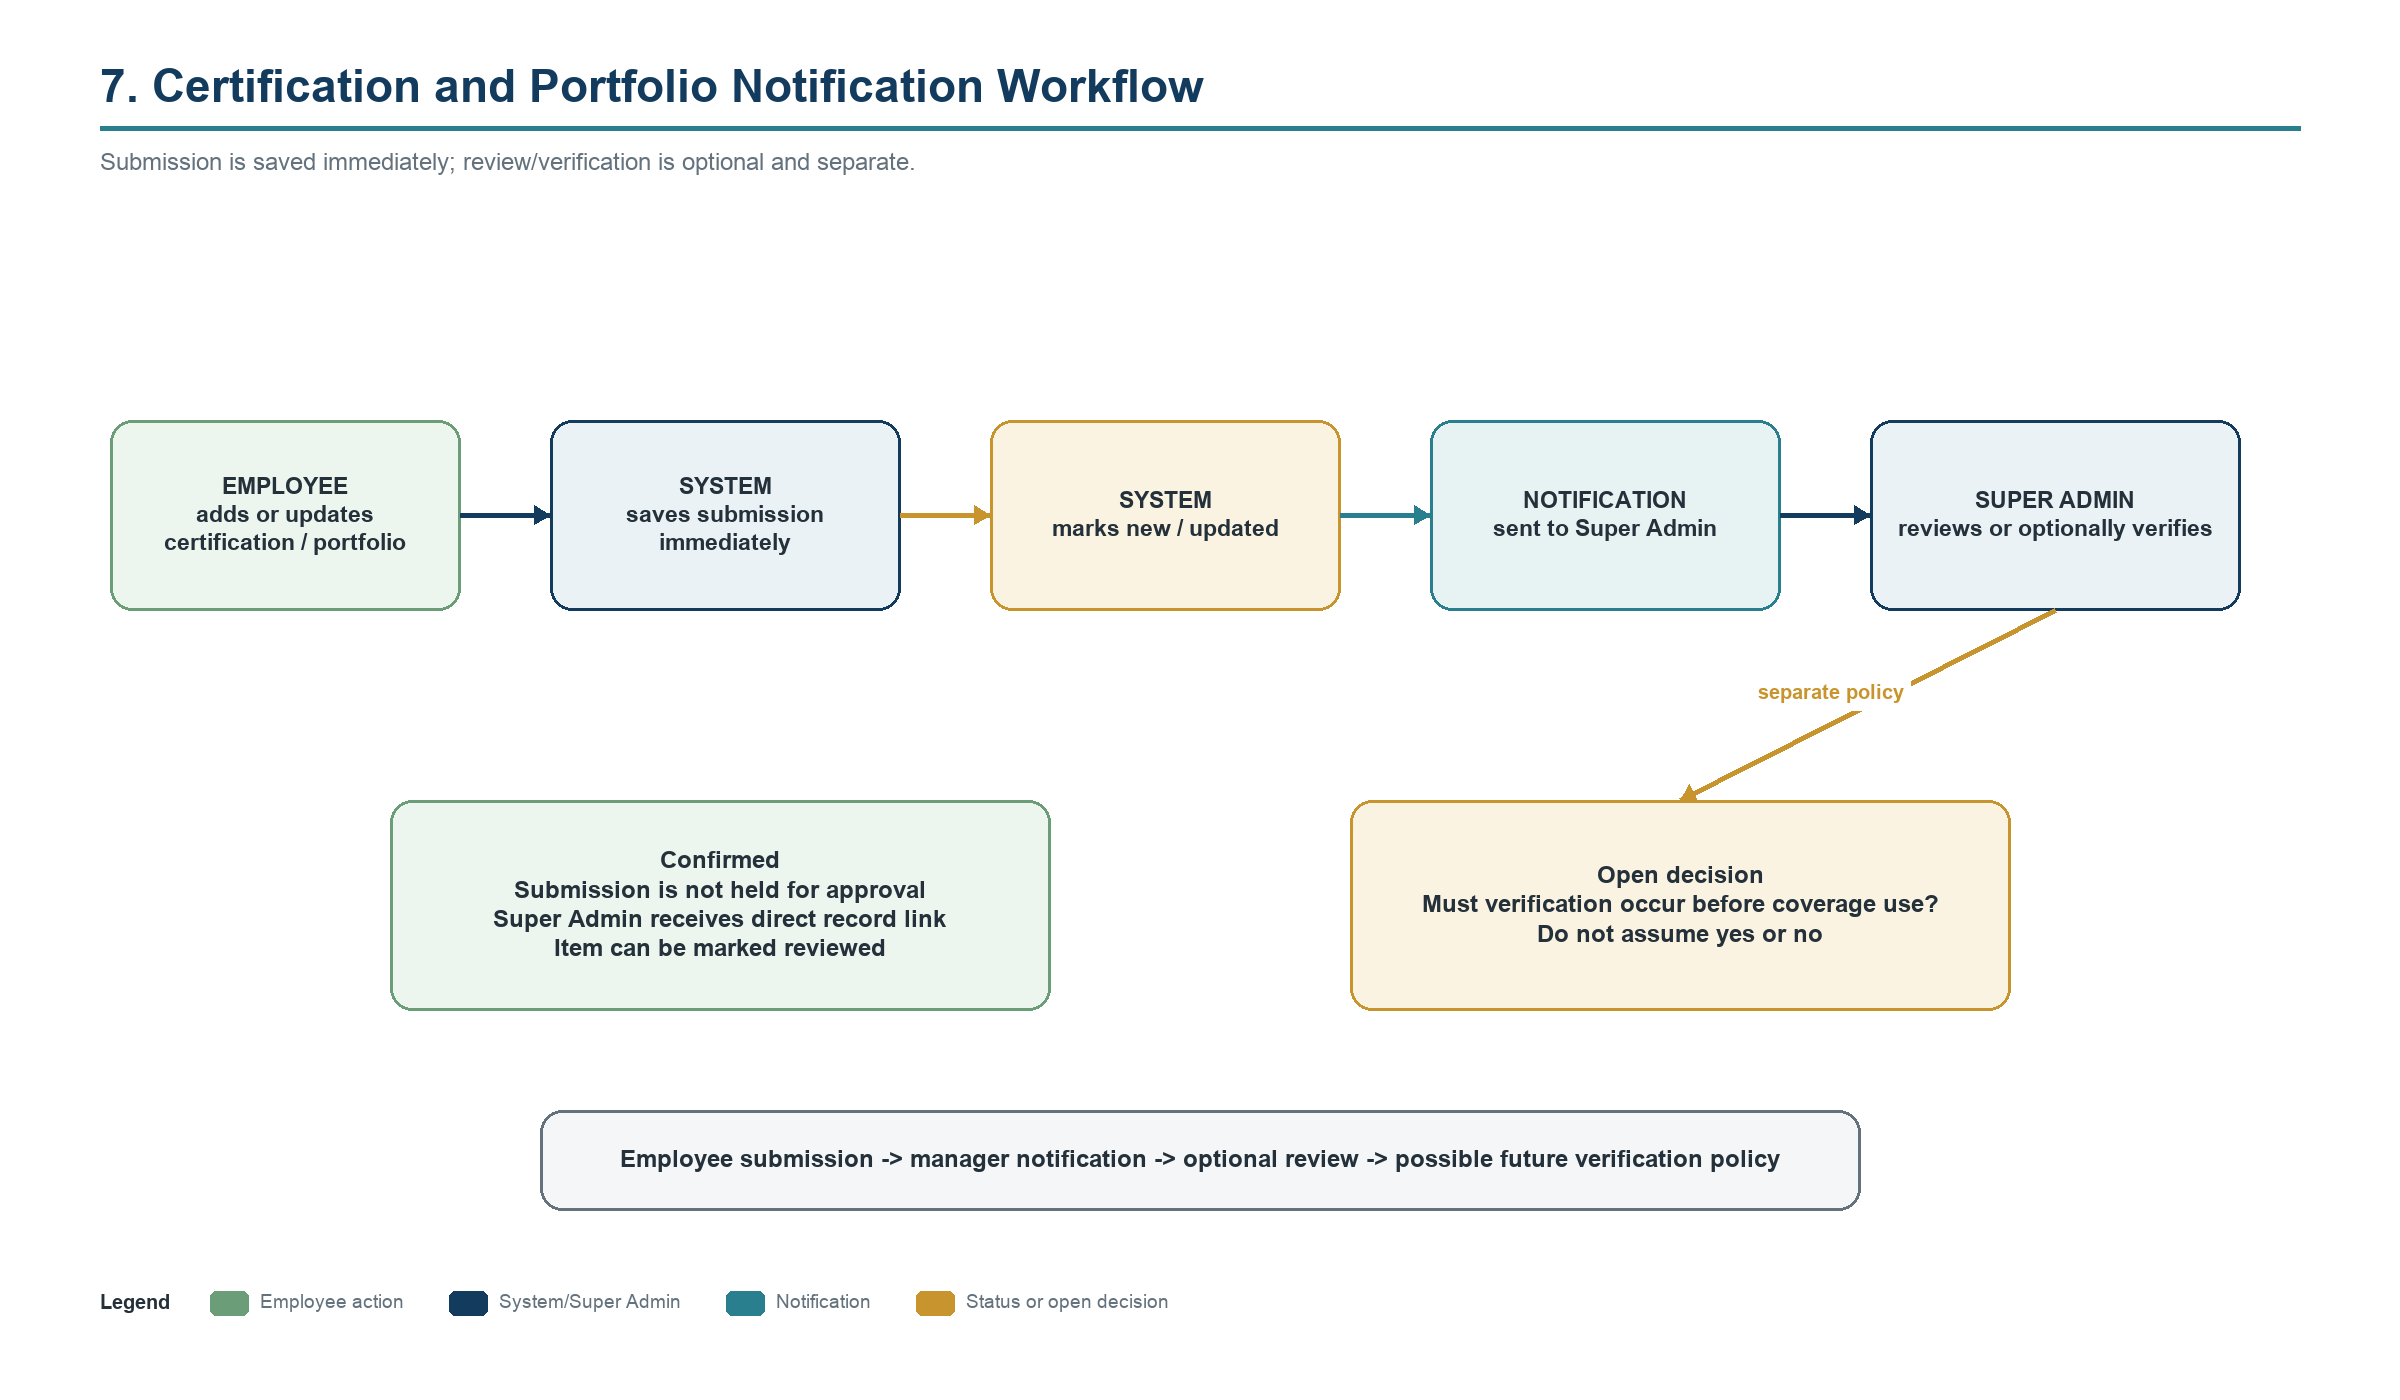 7. Certification and Portfolio Notification Workflow
Submission is saved immediately; review/verification is optional and separate.
EMPLOYEE
adds or updates
certification / portfolio
SYSTEM
saves submission
immediately
SYSTEM
marks new / updated
NOTIFICATION
sent to Super Admin
SUPER ADMIN
reviews or optionally verifies
separate policy
Confirmed
Submission is not held for approval
Super Admin receives direct record link
Item can be marked reviewed
Open decision
Must verification occur before coverage use?
Do not assume yes or no
Employee submission -> manager notification -> optional review -> possible future verification policy
Legend
Employee action
System/Super Admin
Notification
Status or open decision